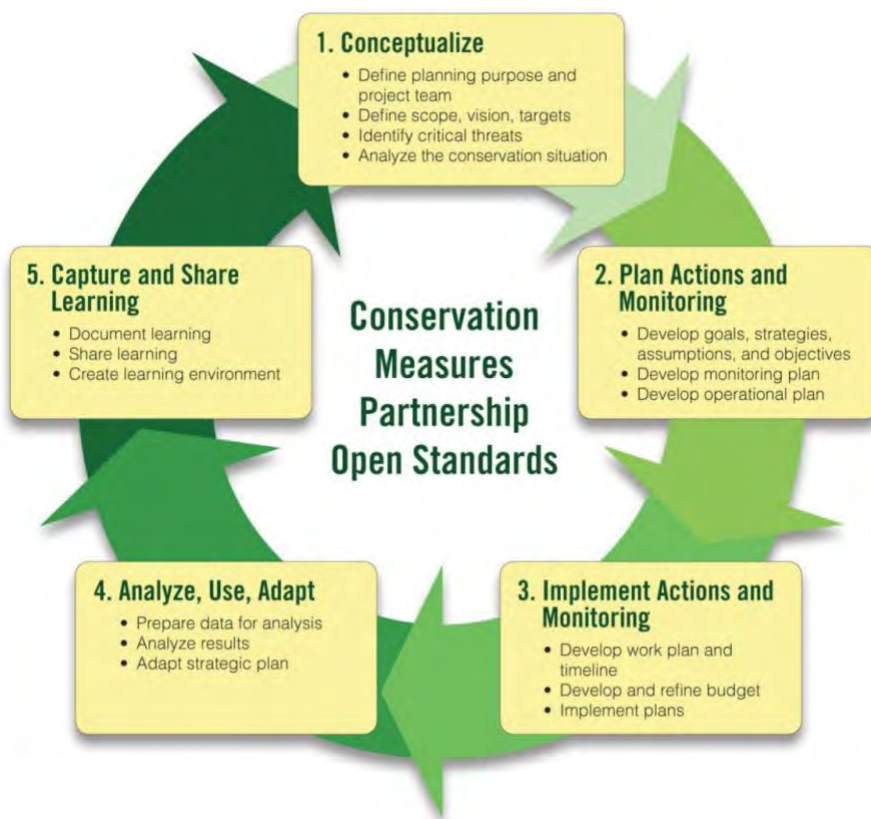 1. Conceptualize
• Define planning purpose and
project team
• Define scope, vision, targets
• Identify critical threats
• Analyze the conservation situation
2. Plan Actions and
Monitoring
• Develop goals, strategies,
assumptions, and objectives
• Develop monitoring plan
• Develop operational plan
3. Implement Actions and
Monitoring
• Develop work plan and
timeline
• Develop and refine budget
• Implement plans
4. Analyze, Use, Adapt
• Prepare data for analysis
• Analyze results
• Adapt strategic plan
5. Capture and Share
Learning
• Document learning
• Share learning
• Create learning environment
Conservation
Measures
Partnership
Open Standards